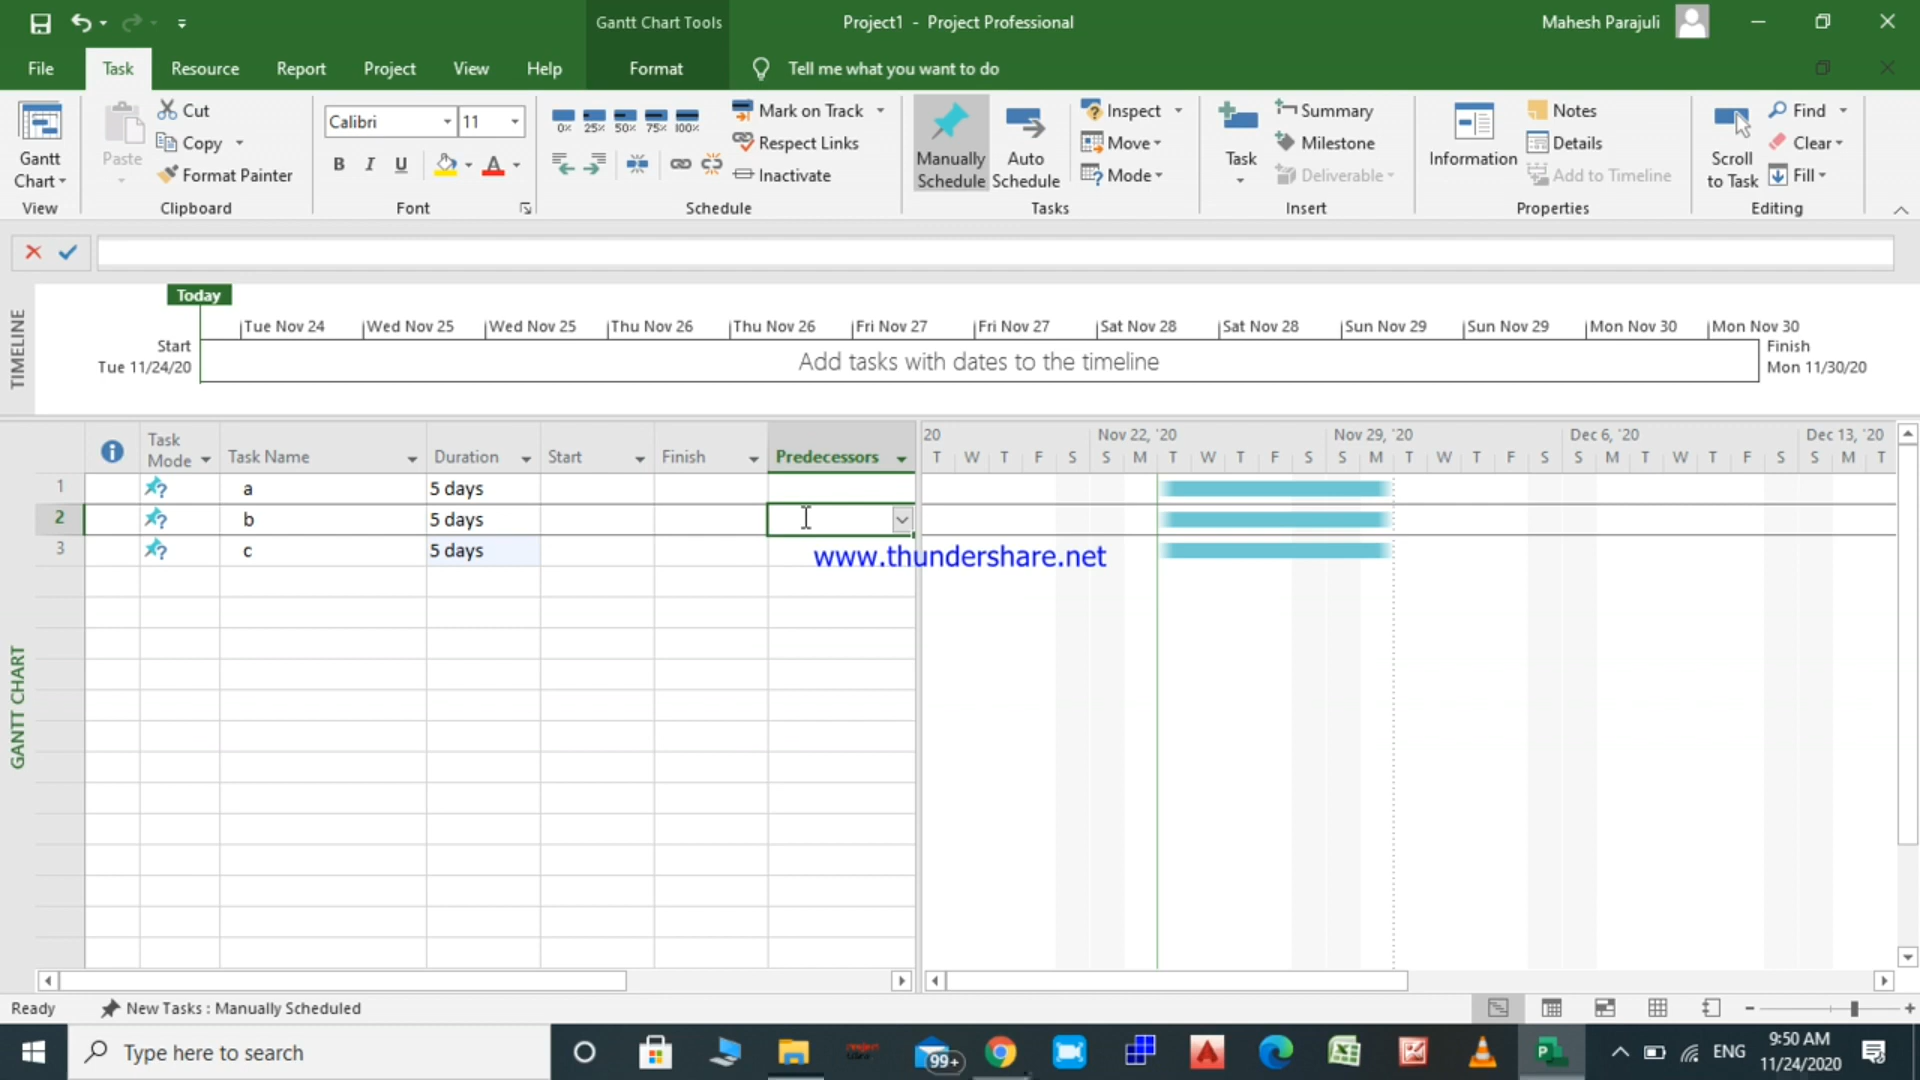 Gantt Chart Tools
Project1 - Project Professional
Mahesh Parajuli
File
Task
Resource
Report
Project
View
Help
Format
Tell me what you want to do
Gantt Chart
View
Paste
Cut
Copy
Format Painter
Clipboard
Calibri
11
B I U
A
Font
0% 25% 50% 75% 100%
Mark on Track
Respect Links
Inactivate
Schedule
Manually Schedule
Auto Schedule
Inspect
Move
Mode
Tasks
Task
Summary
Milestone
Deliverable
Insert
Information
Notes
Details
Add to Timeline
Properties
Scroll to Task
Find
Clear
Fill
Editing
TIMELINE
Today
Tue Nov 24 Wed Nov 25 Wed Nov 25 Thu Nov 26 Thu Nov 26 Fri Nov 27 Fri Nov 27 Sat Nov 28 Sat Nov 28 Sun Nov 29 Sun Nov 29 Mon Nov 30 Mon Nov 30
Start
Tue 11/24/20
Add tasks with dates to the timeline
Finish
Mon 11/30/20
GANTT CHART
Task Mode
Task Name
Duration
Start
Finish
Predecessors
20 Nov 22, '20 Nov 29, '20 Dec 6, '20 Dec 13, '20
T W T F S S M T W T F S S M T W T F S S M T W T F S S M T
1 a 5 days
2 b 5 days
3 c 5 days
www.thundershare.net
Ready
New Tasks : Manually Scheduled
Type here to search
99+
ENG
9:50 AM
11/24/2020